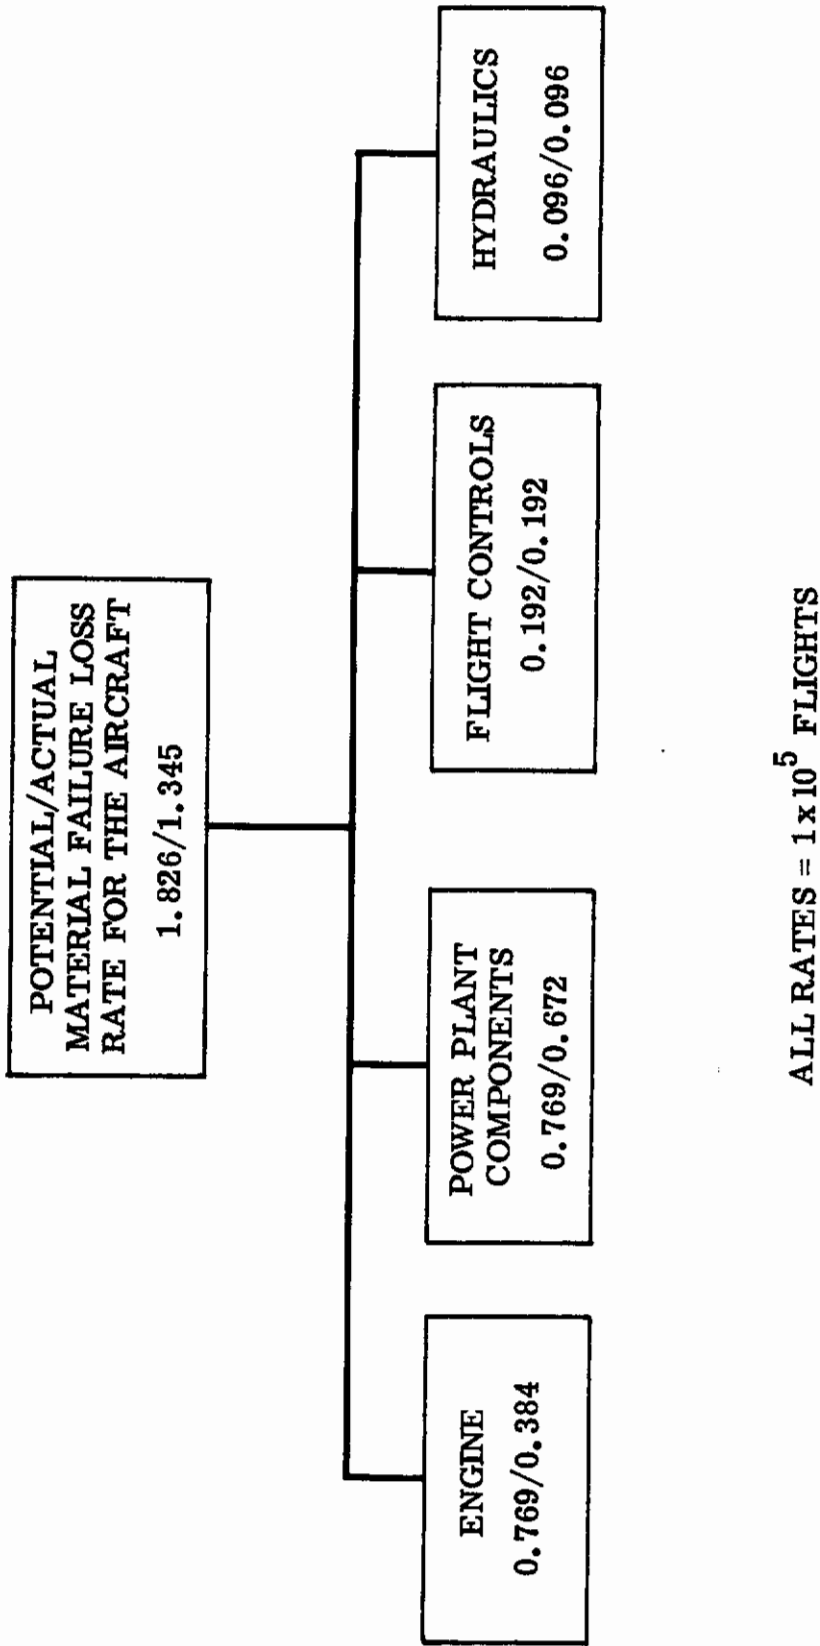 POTENTIAL/ACTUAL
MATERIAL FAILURE LOSS
RATE FOR THE AIRCRAFT
1.826/1.345
ENGINE
0.769/0.384
POWER PLANT
COMPONENTS
0.769/0.672
FLIGHT CONTROLS
0.192/0.192
HYDRAULICS
0.096/0.096
ALL RATES = 1 x 10⁵ FLIGHTS